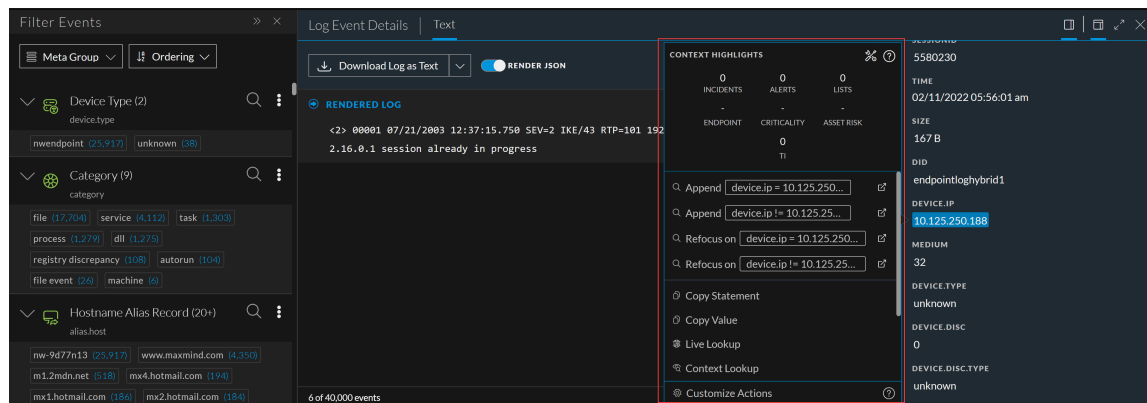 Filter Events
Meta Group
Ordering
Device Type (2)
device.type
nwendpoint (25,917) unknown (38)
Category (9)
category
file (17,704) service (4,112) task (1,303)
process (1,279) dll (1,275)
registry discrepancy (108) autorun (104)
file event (26) machine (6)
Hostname Alias Record (20+)
alias.host
nw-9d77n13 (25,917) www.maxmind.com (4,350)
m1.2mdn.net (518) mx4.hotmail.com (194)
mx1.hotmail.com (186) mx2.hotmail.com (184)
Log Event Details Text
Download Log as Text
RENDER JSON
RENDERED LOG
<2> 00001 07/21/2003 12:37:15.750 SEV=2 IKE/43 RTP=101 192
2.16.0.1 session already in progress
6 of 40,000 events
CONTEXT HIGHLIGHTS
0 0 0
INCIDENTS ALERTS LISTS
- - -
ENDPOINT CRITICALITY ASSET RISK
0
TI
Append device.ip = 10.125.250...
Append device.ip != 10.125.25...
Refocus on device.ip = 10.125.250...
Refocus on device.ip != 10.125.25...
Copy Statement
Copy Value
Live Lookup
Context Lookup
Customize Actions
SESSIONID
5580230
TIME
02/11/2022 05:56:01 am
SIZE
167 B
DID
endpointloghybrid1
DEVICE.IP
10.125.250.188
MEDIUM
32
DEVICE.TYPE
unknown
DEVICE.DISC
0
DEVICE.DISC.TYPE
unknown